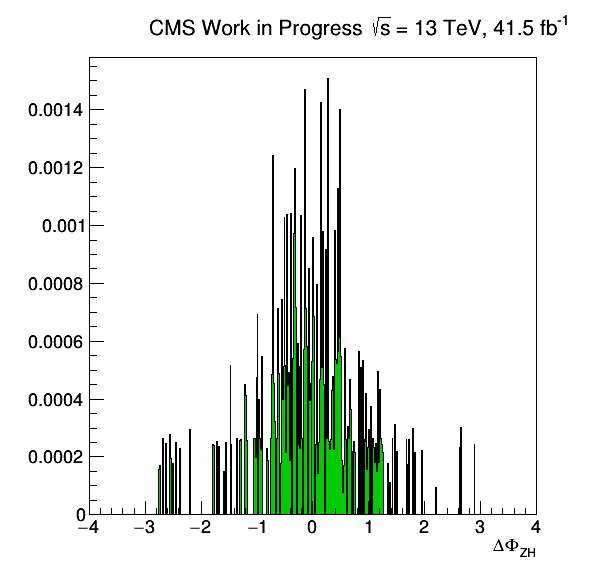 CMS Work in Progress √s = 13 TeV, 41.5 fb⁻¹
0.0014
0.0012
0.001
0.0008
0.0006
0.0004
0.0002
0
−4 −3 −2 −1 0 1 2 3 4
ΔΦ_ZH